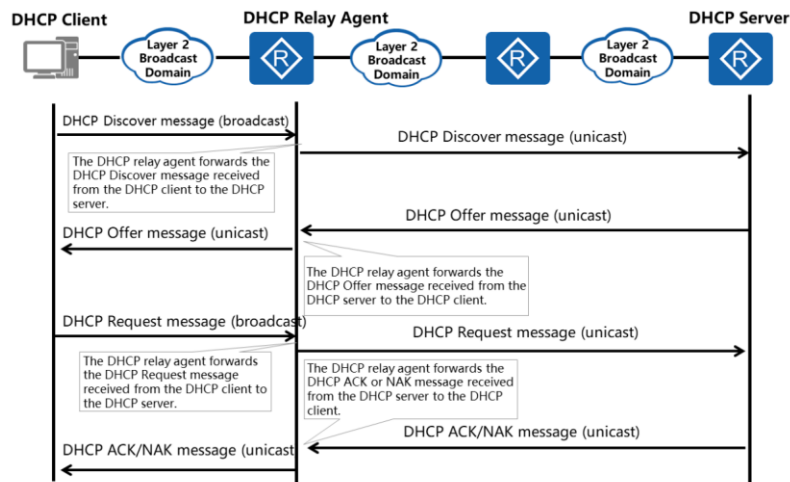 DHCP Client
DHCP Relay Agent
DHCP Server
Layer 2
Broadcast
Domain
R
Layer 2
Broadcast
Domain
R
Layer 2
Broadcast
Domain
R
DHCP Discover message (broadcast)
DHCP Discover message (unicast)
The DHCP relay agent forwards the
DHCP Discover message received
from the DHCP client to the DHCP
server.
DHCP Offer message (unicast)
DHCP Offer message (unicast)
The DHCP relay agent forwards the
DHCP Offer message received from the
DHCP server to the DHCP client.
DHCP Request message (broadcast)
DHCP Request message (unicast)
The DHCP relay agent forwards
the DHCP Request message
received from the DHCP client to
the DHCP server.
The DHCP relay agent forwards the
DHCP ACK or NAK message received
from the DHCP server to the DHCP
client.
DHCP ACK/NAK message (unicast)
DHCP ACK/NAK message (unicast